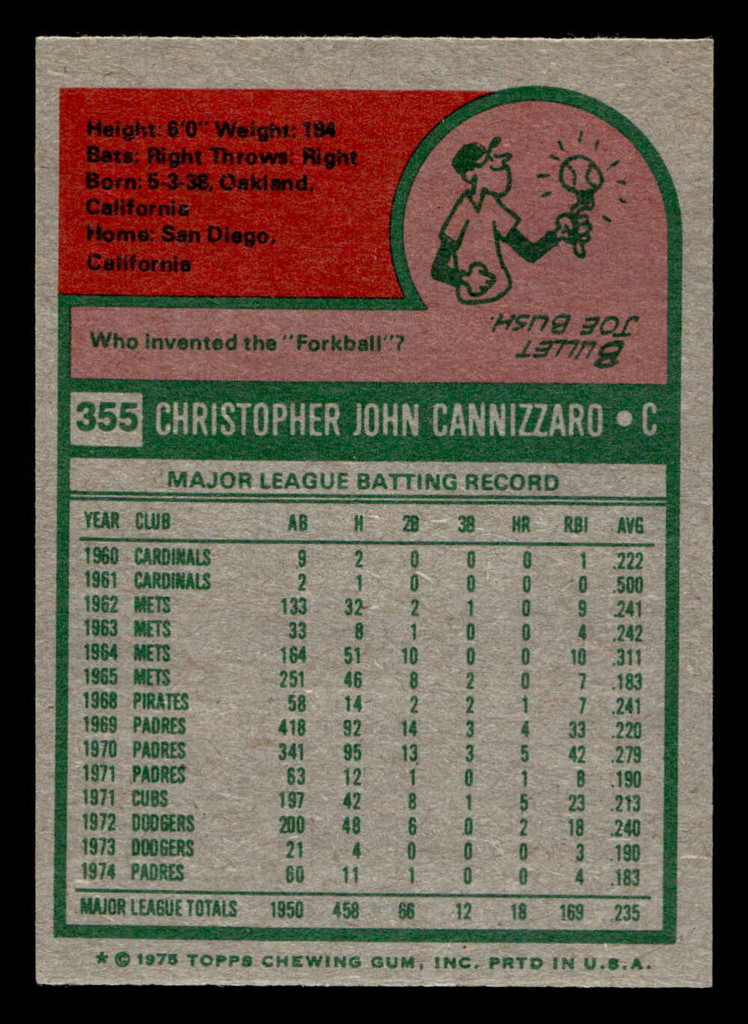 Height: 6'0" Weight: 184
Bats: Right Throws: Right
Born: 5-3-38, Oakland,
California
Home: San Diego,
California
Who invented the "Forkball"?
BULLET
JOE BUSH.
355 CHRISTOPHER JOHN CANNIZZARO • C
MAJOR LEAGUE BATTING RECORD
YEAR CLUB AB H 2B 3B HR RBI AVG
1960 CARDINALS 9 2 0 0 0 1 .222
1961 CARDINALS 2 1 0 0 0 0 .500
1962 METS 133 32 2 1 0 9 .241
1963 METS 33 8 1 0 0 4 .242
1964 METS 164 51 10 0 0 10 .311
1965 METS 251 46 8 2 0 7 .183
1968 PIRATES 58 14 2 2 1 7 .241
1969 PADRES 418 92 14 3 4 33 .220
1970 PADRES 341 95 13 3 5 42 .279
1971 PADRES 63 12 1 0 1 8 .190
1971 CUBS 197 42 8 1 5 23 .213
1972 DODGERS 200 48 6 0 2 18 .240
1973 DODGERS 21 4 0 0 0 3 .190
1974 PADRES 60 11 1 0 0 4 .183
MAJOR LEAGUE TOTALS 1950 458 66 12 18 169 .235
* © 1975 TOPPS CHEWING GUM, INC. PRTD IN U.S.A.